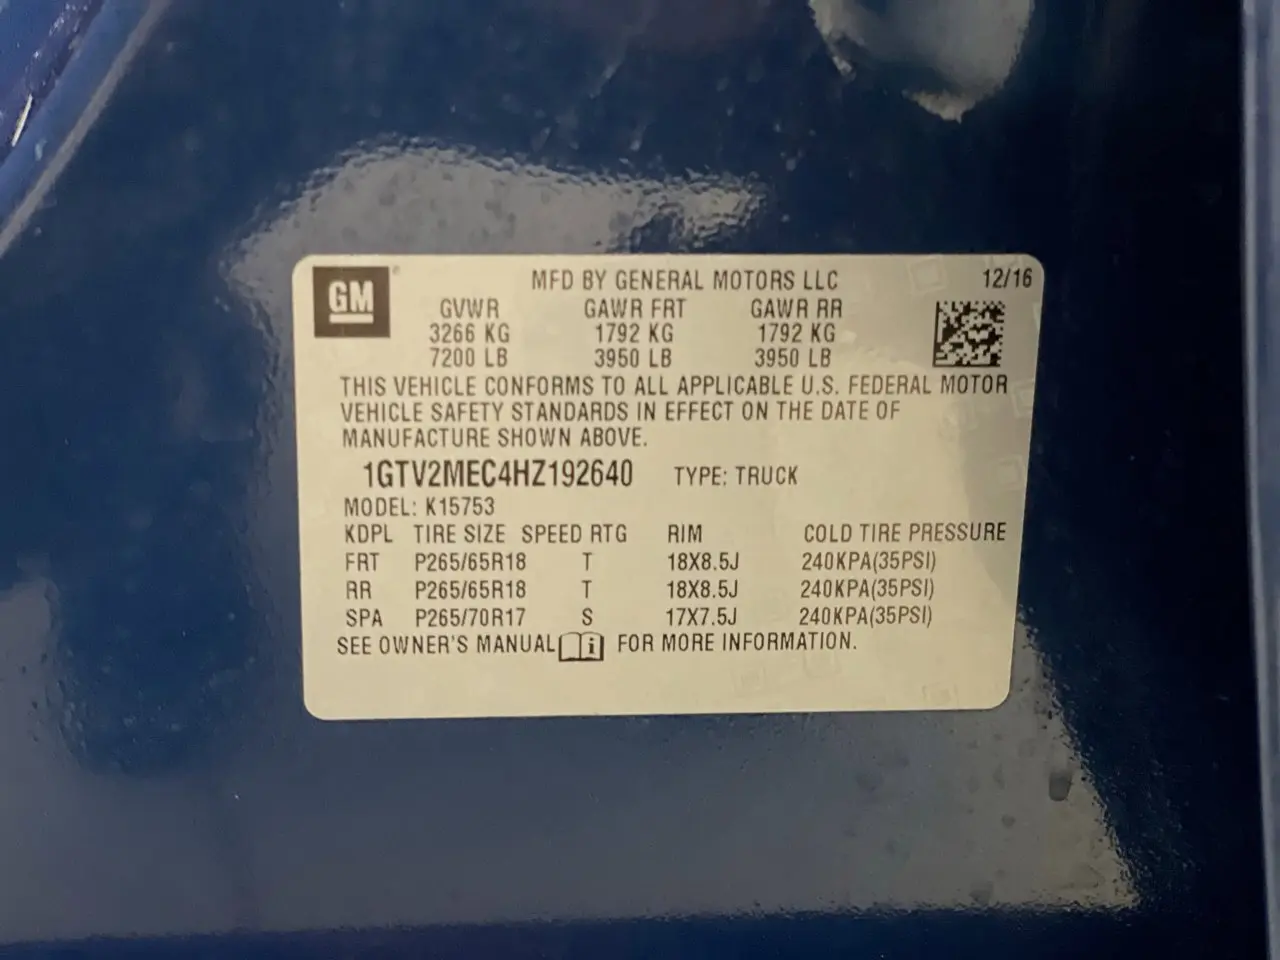 GM
MFD BY GENERAL MOTORS LLC 12/16
GVWR GAWR FRT GAWR RR
3266 KG 1792 KG 1792 KG
7200 LB 3950 LB 3950 LB
THIS VEHICLE CONFORMS TO ALL APPLICABLE U.S. FEDERAL MOTOR
VEHICLE SAFETY STANDARDS IN EFFECT ON THE DATE OF
MANUFACTURE SHOWN ABOVE.
1GTV2MEC4HZ192640 TYPE: TRUCK
MODEL: K15753
KDPL TIRE SIZE SPEED RTG RIM COLD TIRE PRESSURE
FRT P265/65R18 T 18X8.5J 240KPA(35PSI)
RR P265/65R18 T 18X8.5J 240KPA(35PSI)
SPA P265/70R17 S 17X7.5J 240KPA(35PSI)
SEE OWNER'S MANUAL i FOR MORE INFORMATION.